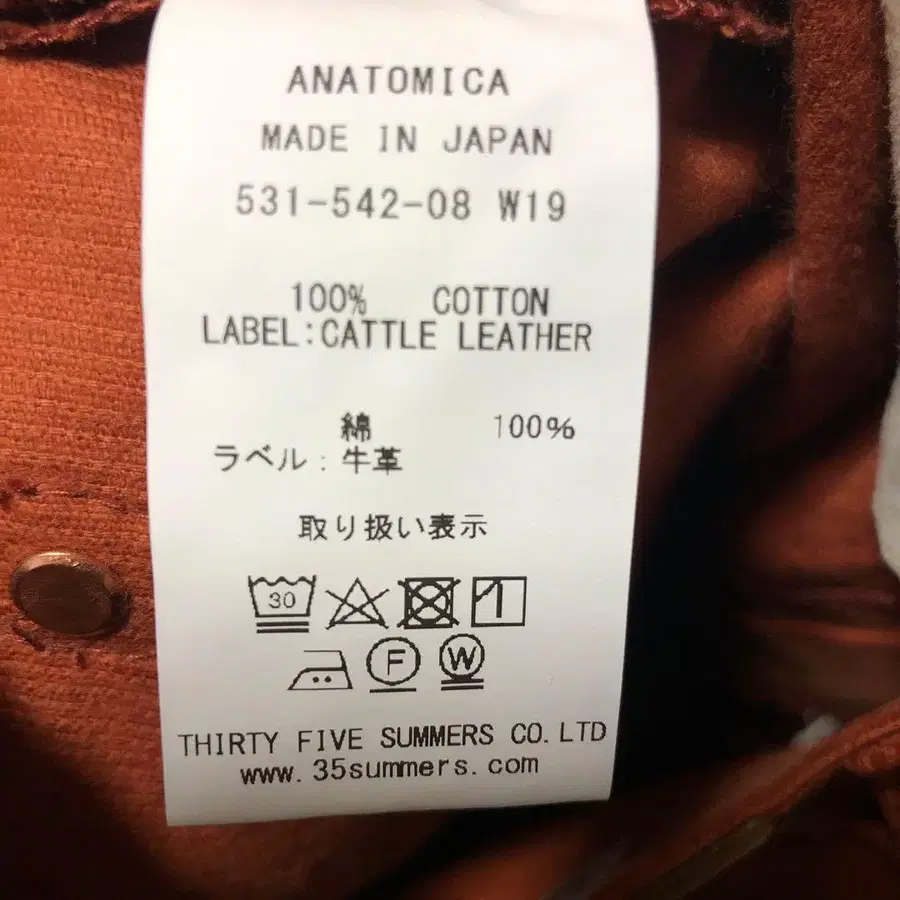 ANATOMICA
MADE IN JAPAN
531-542-08 W19
100% COTTON
LABEL:CATTLE LEATHER
綿 100%
ラベル:牛革
取り扱い表示
30
F W
THIRTY FIVE SUMMERS CO.LTD
www.35summers.com